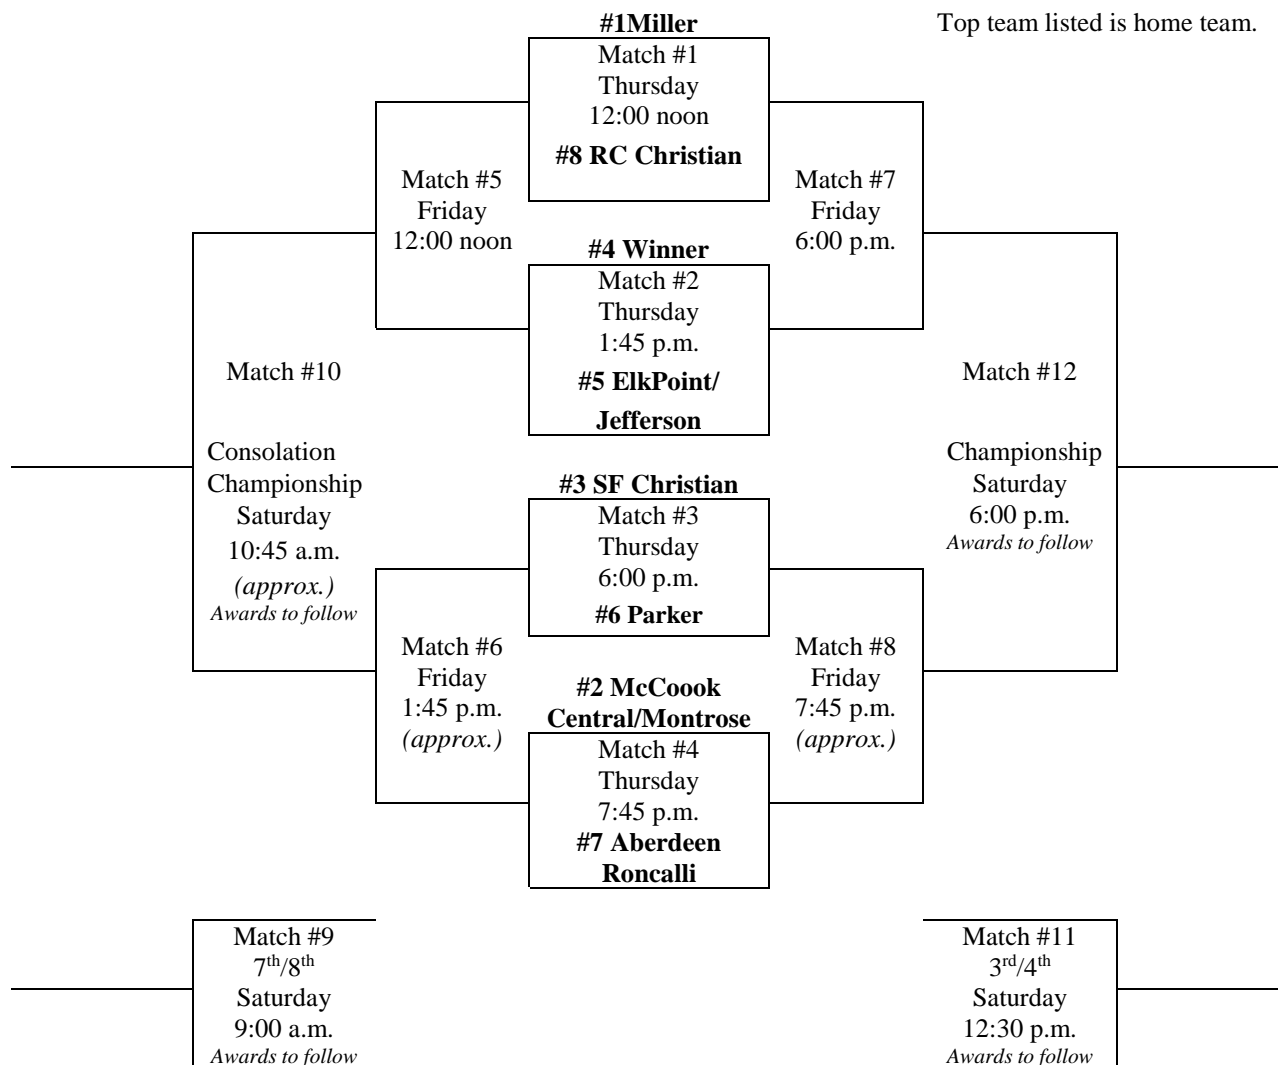 #1Miller
Top team listed is home team.
Match #1
Thursday
12:00 noon
#8 RC Christian
Match #5
Friday
12:00 noon
Match #7
Friday
6:00 p.m.
#4 Winner
Match #2
Thursday
1:45 p.m.
#5 ElkPoint/
Jefferson
Match #10
Consolation
Championship
Saturday
10:45 a.m.
(approx.)
Awards to follow
Match #12
Championship
Saturday
6:00 p.m.
Awards to follow
#3 SF Christian
Match #3
Thursday
6:00 p.m.
#6 Parker
Match #6
Friday
1:45 p.m.
(approx.)
Match #8
Friday
7:45 p.m.
(approx.)
#2 McCoook
Central/Montrose
Match #4
Thursday
7:45 p.m.
#7 Aberdeen
Roncalli
Match #9
7th/8th
Saturday
9:00 a.m.
Awards to follow
Match #11
3rd/4th
Saturday
12:30 p.m.
Awards to follow